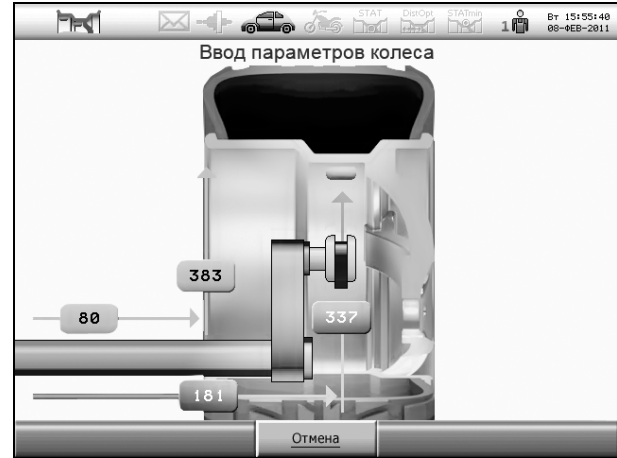 STAT DistOpt STATmin
1 Вт 15:55:40
08-ФЕВ-2011
Ввод параметров колеса
383
80
337
181
Отмена